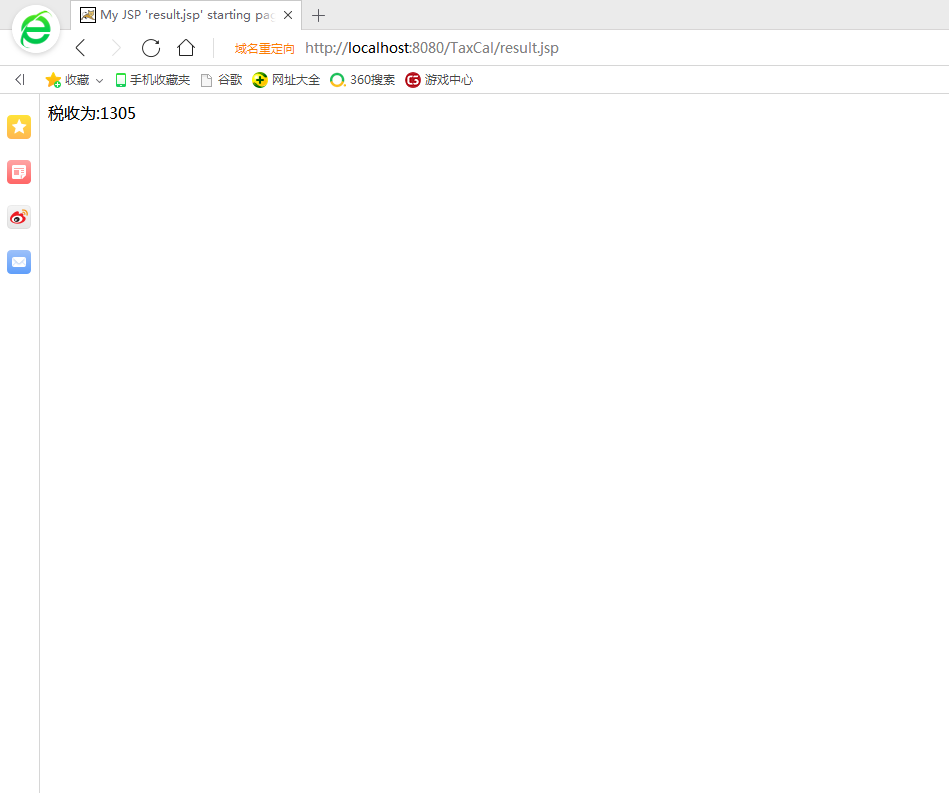 My JSP 'result.jsp' starting pag
域名重定向 http://localhost:8080/TaxCal/result.jsp
收藏 手机收藏夹 谷歌 网址大全 360搜索 游戏中心
税收为:1305